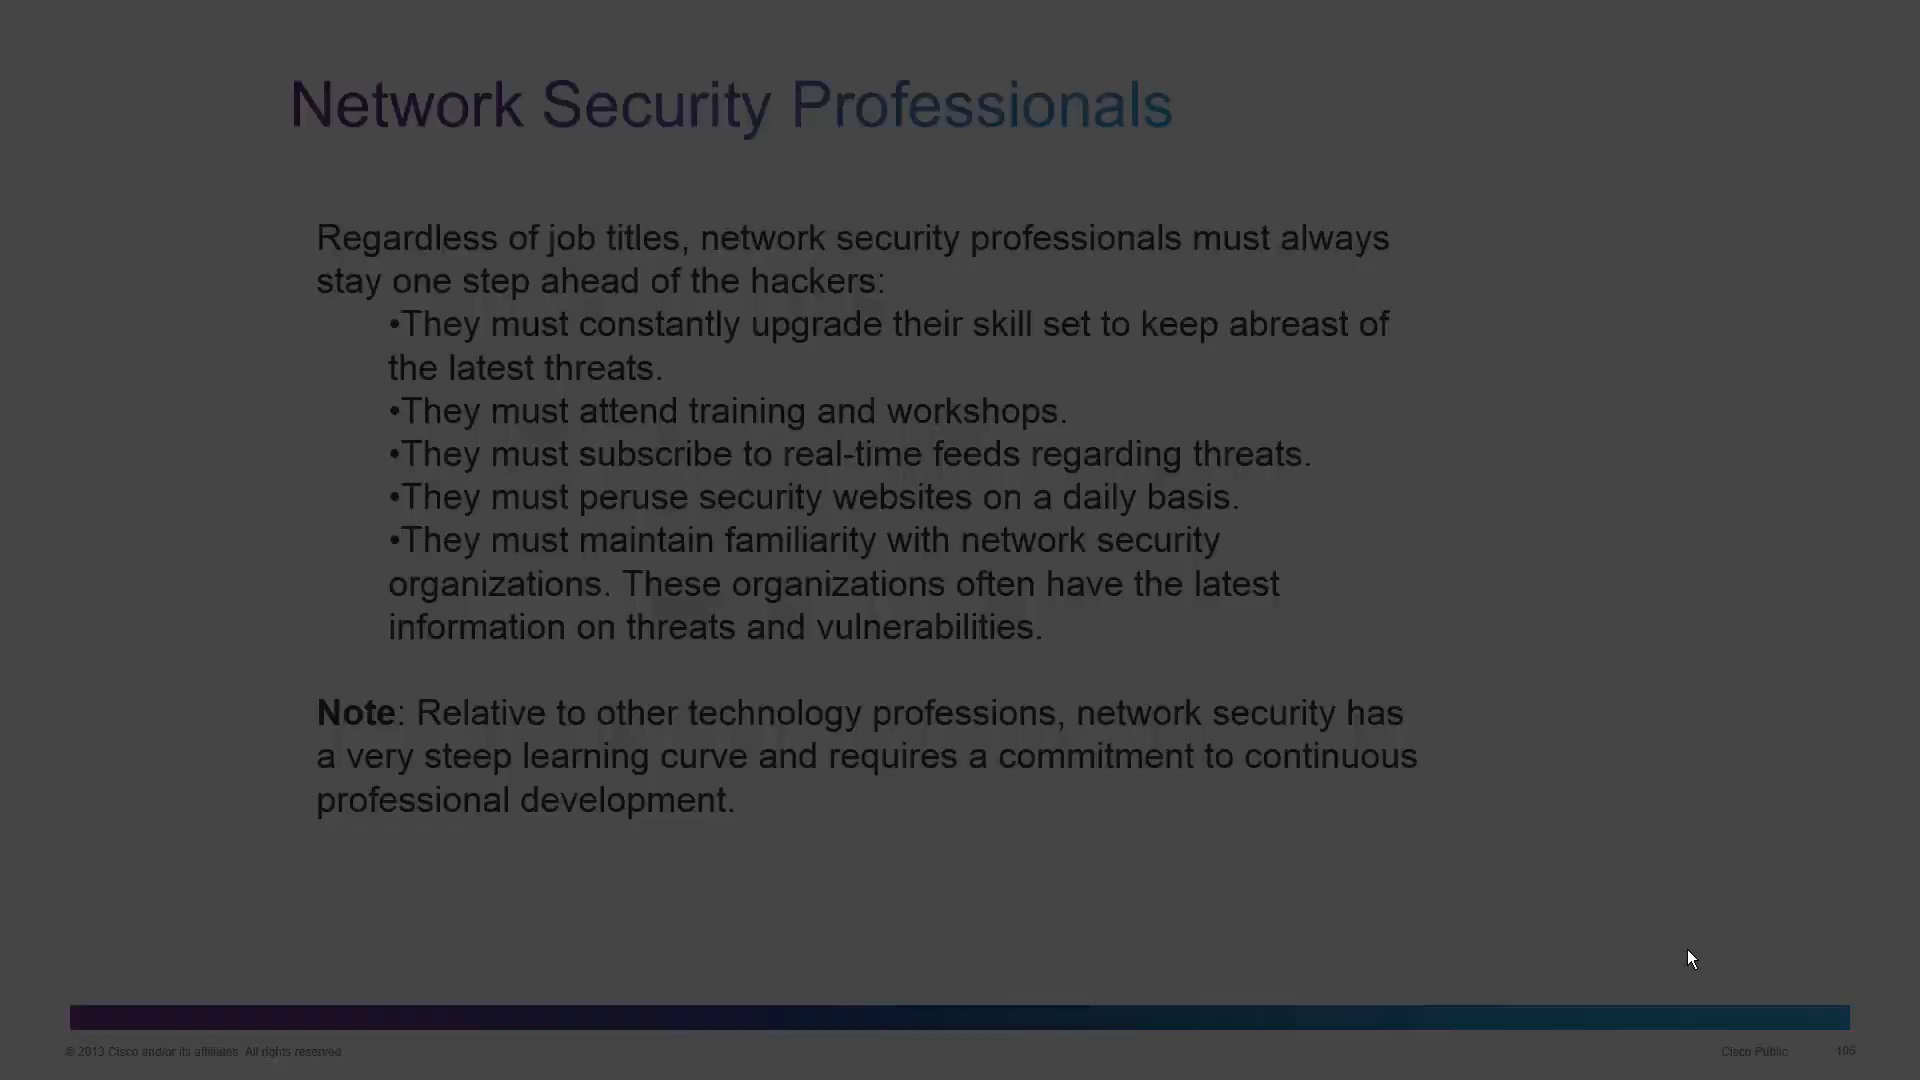 Network Security Professionals
Regardless of job titles, network security professionals must always
stay one step ahead of the hackers:
•They must constantly upgrade their skill set to keep abreast of
the latest threats.
•They must attend training and workshops.
•They must subscribe to real-time feeds regarding threats.
•They must peruse security websites on a daily basis.
•They must maintain familiarity with network security
organizations. These organizations often have the latest
information on threats and vulnerabilities.
Note: Relative to other technology professions, network security has
a very steep learning curve and requires a commitment to continuous
professional development.
© 2013 Cisco and/or its affiliates. All rights reserved.
Cisco Public
106